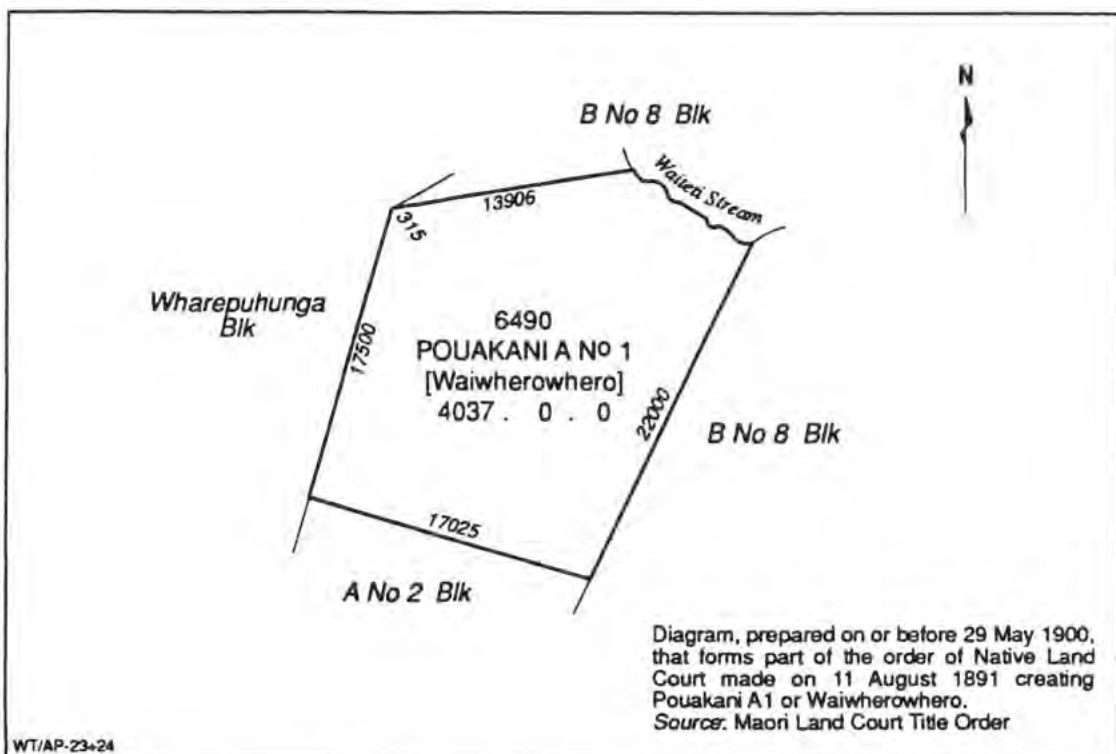 N
B No 8 Blk
Waiteti Stream
13906
315
Wharepuhunga
Blk
17500
6490
POUAKANI A Nº 1
[Waiwherowhero]
4037 . 0 . 0
22000
B No 8 Blk
17025
A No 2 Blk
Diagram, prepared on or before 29 May 1900,
that forms part of the order of Native Land
Court made on 11 August 1891 creating
Pouakani A1 or Waiwherowhero.
Source: Maori Land Court Title Order
WT/AP-23+24